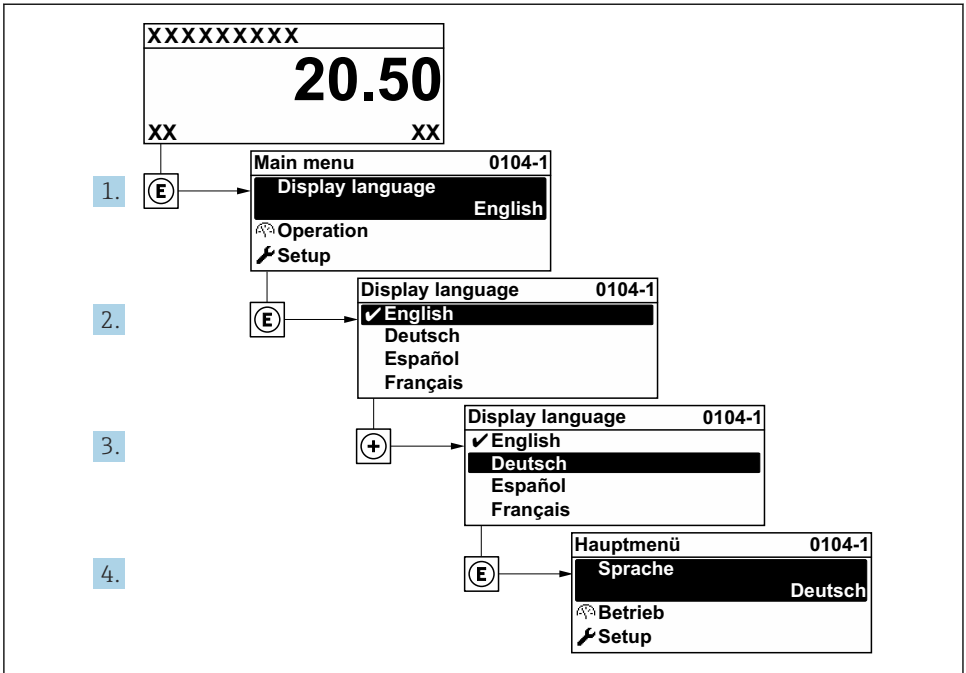 XXXXXXXXX
20.50
XX XX
Main menu 0104-1
1. E Display language
English
Operation
Setup
Display language 0104-1
2. E ✔English
Deutsch
Español
Français
Display language 0104-1
3. + ✔English
Deutsch
Español
Français
Hauptmenü 0104-1
4. E Sprache
Deutsch
Betrieb
Setup